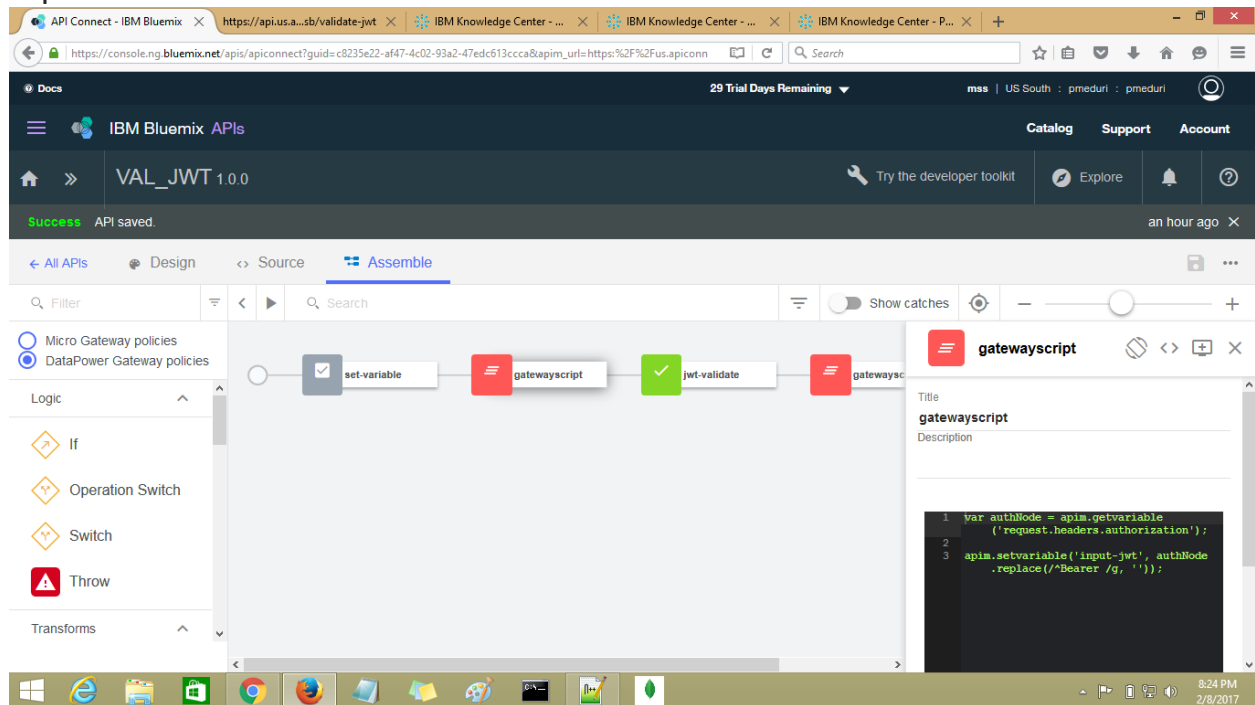 API Connect - IBM Bluemix
https://api.us.a...sb/validate-jwt
IBM Knowledge Center - ...
IBM Knowledge Center - ...
IBM Knowledge Center - P...
https://console.ng.bluemix.net/apis/apiconnect?guid=c8235e22-af47-4c02-93a2-47edc613ccca&apim_url=https:%2F%2Fus.apiconn
Search
Docs
29 Trial Days Remaining
mss | US South : pmeduri : pmeduri
IBM Bluemix APIs
Catalog
Support
Account
VAL_JWT 1.0.0
Try the developer toolkit
Explore
Success API saved.
an hour ago
← All APIs
Design
<> Source
Assemble
Filter
Search
Show catches
Micro Gateway policies
DataPower Gateway policies
Logic
If
Operation Switch
Switch
Throw
Transforms
set-variable
gatewayscript
jwt-validate
gatewaysc
gatewayscript
Title
gatewayscript
Description
1 var authNode = apim.getvariable
('request.headers.authorization');
2
3 apim.setvariable('input-jwt', authNode
.replace(/^Bearer /g, ''));
8:24 PM
2/8/2017